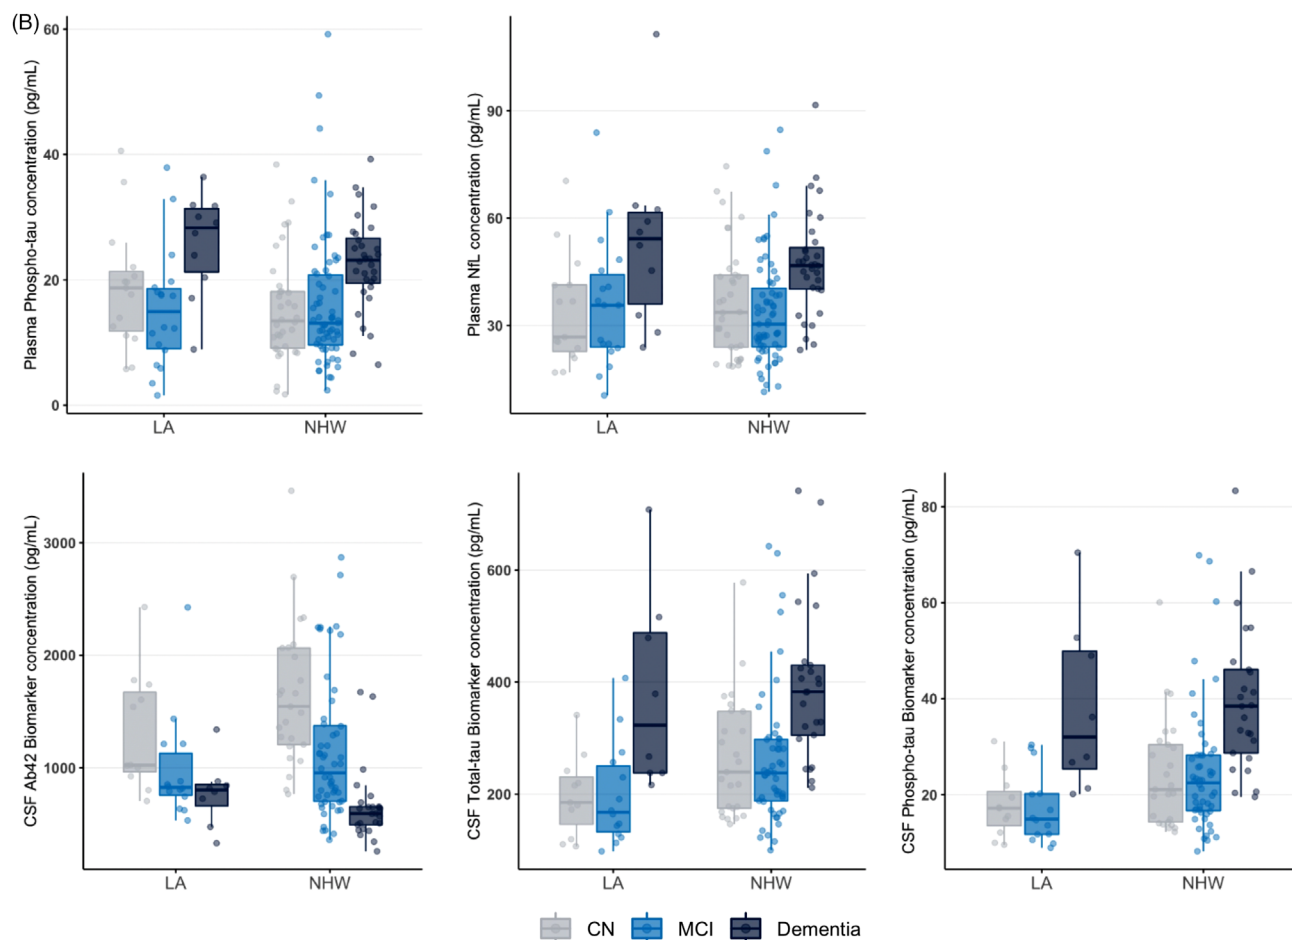 (B)
Plasma Phospho-tau concentration (pg/mL)
60
40
20
0
LA
NHW
Plasma NfL concentration (pg/mL)
90
60
30
LA
NHW
CSF Ab42 Biomarker concentration (pg/mL)
3000
2000
1000
LA
NHW
CSF Total-tau Biomarker concentration (pg/mL)
600
400
200
LA
NHW
CSF Phospho-tau Biomarker concentration (pg/mL)
80
60
40
20
LA
NHW
CN
MCI
Dementia